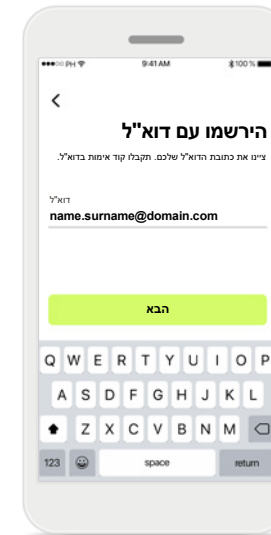 PH 9:41 AM 100 %
הירשמו עם דוא"ל
ציינו את כתובת הדוא"ל שלכם. תקבלו קוד אימות בדוא"ל.
דוא"ל
name.surname@domain.com
הבא
Q W E R T Y U I O P
A S D F G H J K L
Z X C V B N M
123 space return